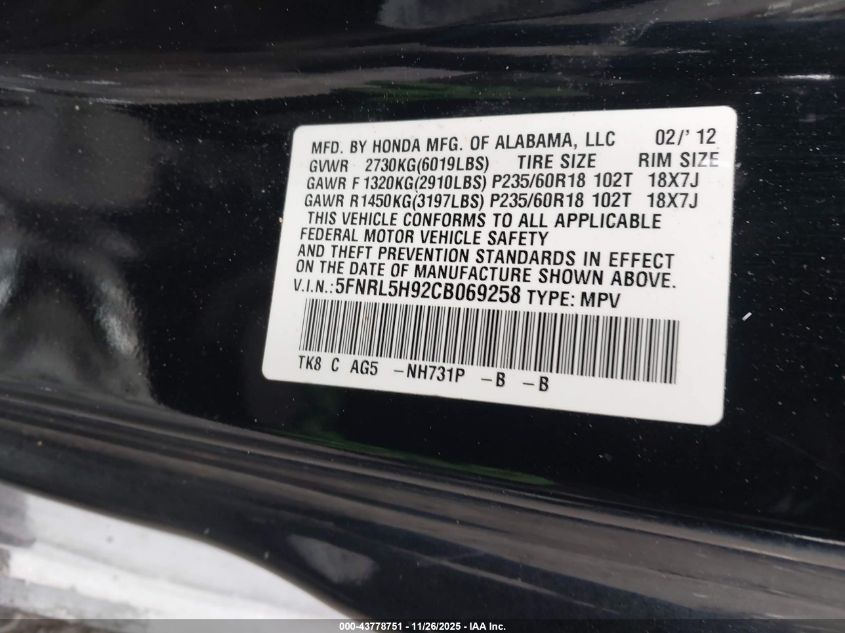 MFD. BY HONDA MFG. OF ALABAMA, LLC 02/' 12
GVWR 2730KG(6019LBS) TIRE SIZE RIM SIZE
GAWR F 1320KG(2910LBS) P235/60R18 102T 18X7J
GAWR R1450KG(3197LBS) P235/60R18 102T 18X7J
THIS VEHICLE CONFORMS TO ALL APPLICABLE
FEDERAL MOTOR VEHICLE SAFETY
AND THEFT PREVENTION STANDARDS IN EFFECT
ON THE DATE OF MANUFACTURE SHOWN ABOVE.
V.I.N.:5FNRL5H92CB069258 TYPE: MPV
TK8 C AG5 -NH731P -B -B
000-43778751 — 11/26/2025 — IAA Inc.